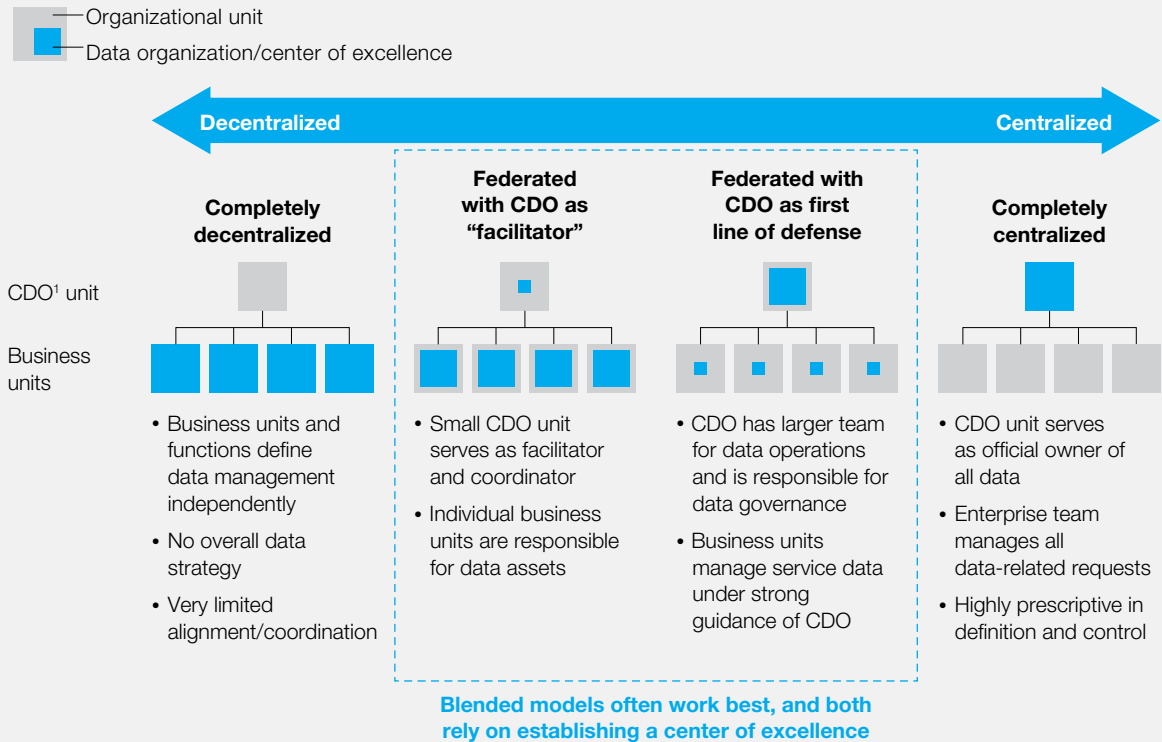 Organizational unit
Data organization/center of excellence
Decentralized
Centralized
Completely
decentralized
Federated
with CDO as
“facilitator”
Federated with
CDO as first
line of defense
Completely
centralized
CDO¹ unit
Business
units
• Business units and
functions define
data management
independently
• No overall data
strategy
• Very limited
alignment/coordination
• Small CDO unit
serves as facilitator
and coordinator
• Individual business
units are responsible
for data assets
• CDO has larger team
for data operations
and is responsible for
data governance
• Business units
manage service data
under strong
guidance of CDO
• CDO unit serves
as official owner of
all data
• Enterprise team
manages all
data-related requests
• Highly prescriptive in
definition and control
Blended models often work best, and both
rely on establishing a center of excellence